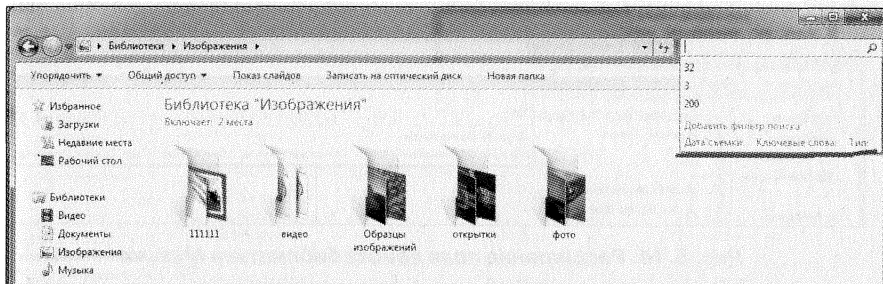 Библиотеки ▸ Изображения ▸
32
3
200
Добавить фильтр поиска
Дата съемки: Ключевые слова: Тип:
Упорядочить ▾ Общий доступ ▾ Показ слайдов Записать на оптический диск Новая папка
Избранное
Загрузки
Недавние места
Рабочий стол
Библиотеки
Видео
Документы
Изображения
Музыка
Библиотека "Изображения"
Включает: 2 места
111111
видео
Образцы
изображений
открытки
фото